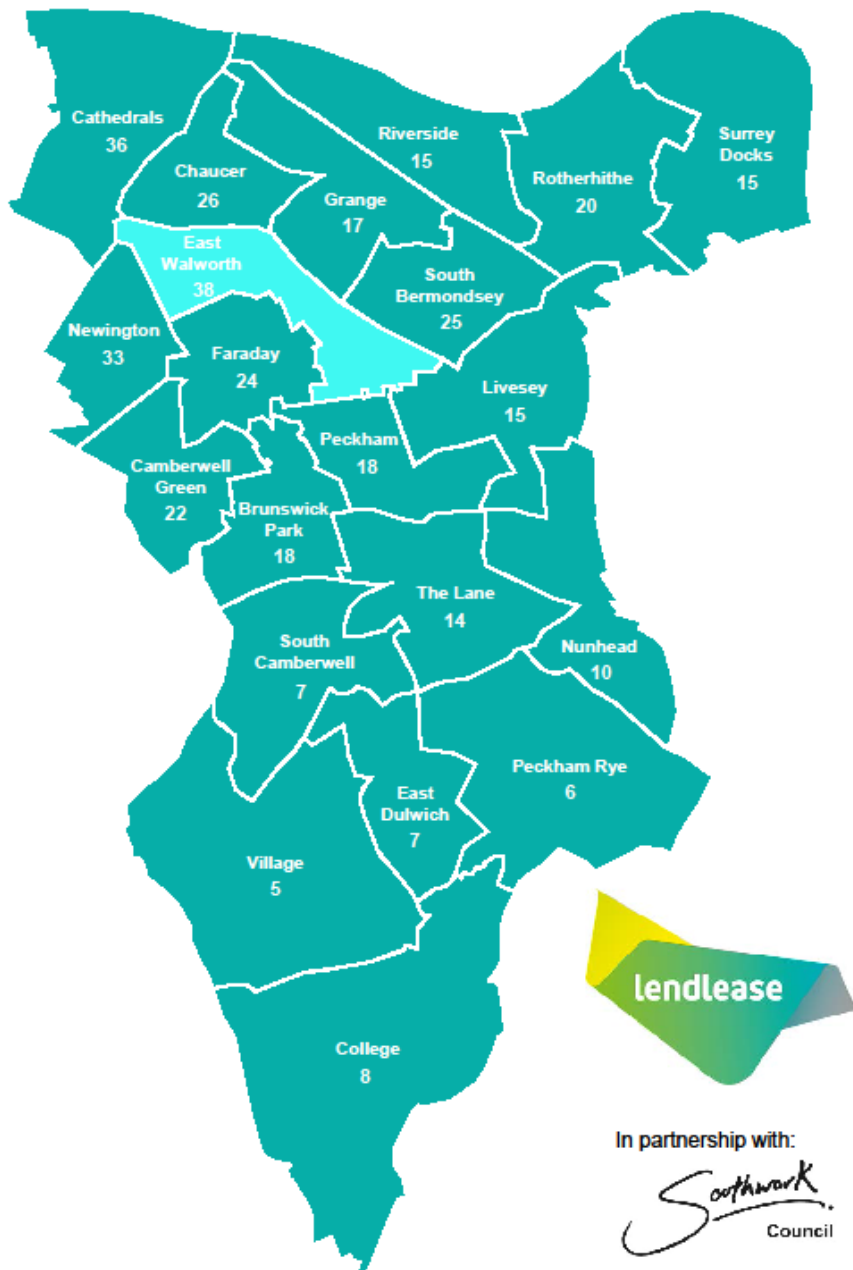 Cathedrals
36
Chaucer
26
Riverside
15
Grange
17
Rotherhithe
20
Surrey
Docks
15
East
Walworth
38
South
Bermondsey
25
Newington
33
Faraday
24
Livesey
15
Camberwell
Green
22
Peckham
18
Brunswick
Park
18
The Lane
14
South
Camberwell
7
Nunhead
10
Peckham Rye
6
East
Dulwich
7
Village
5
College
8
lendlease
In partnership with:
Southwark
Council